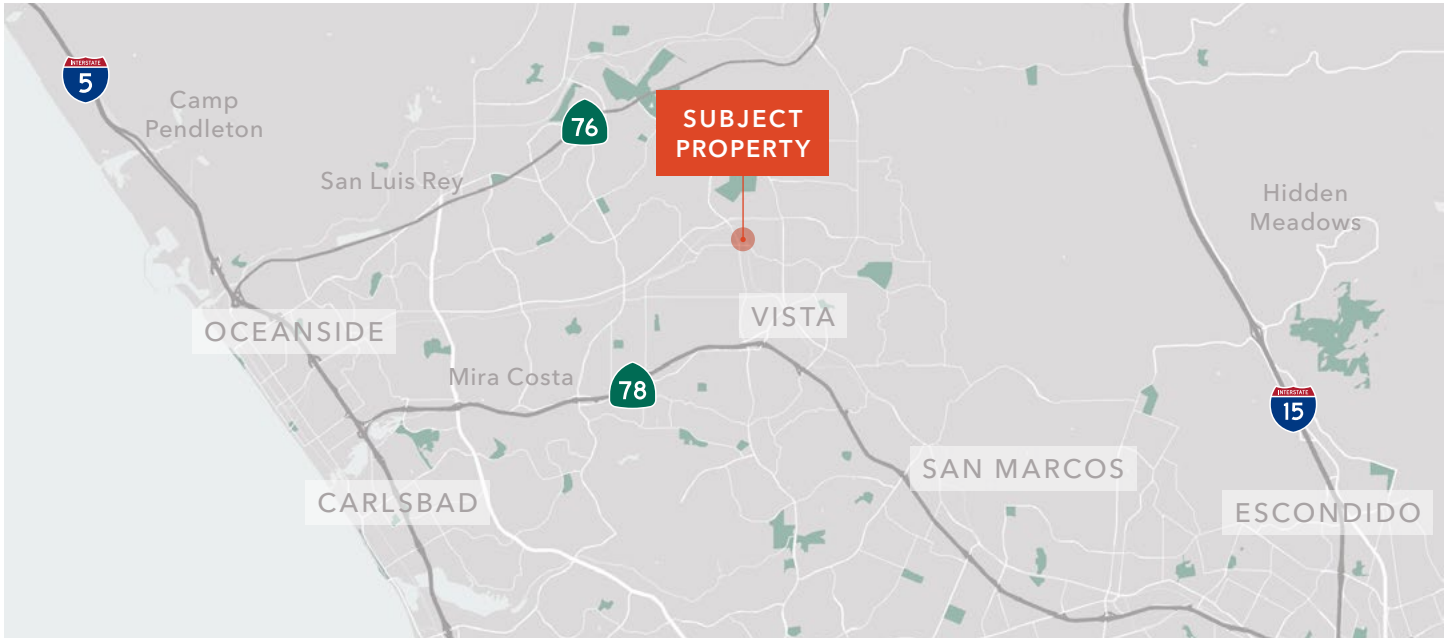 INTERSTATE
5
Camp
Pendleton
76
SUBJECT
PROPERTY
San Luis Rey
Hidden
Meadows
OCEANSIDE
VISTA
Mira Costa
78
INTERSTATE
15
SAN MARCOS
CARLSBAD
ESCONDIDO